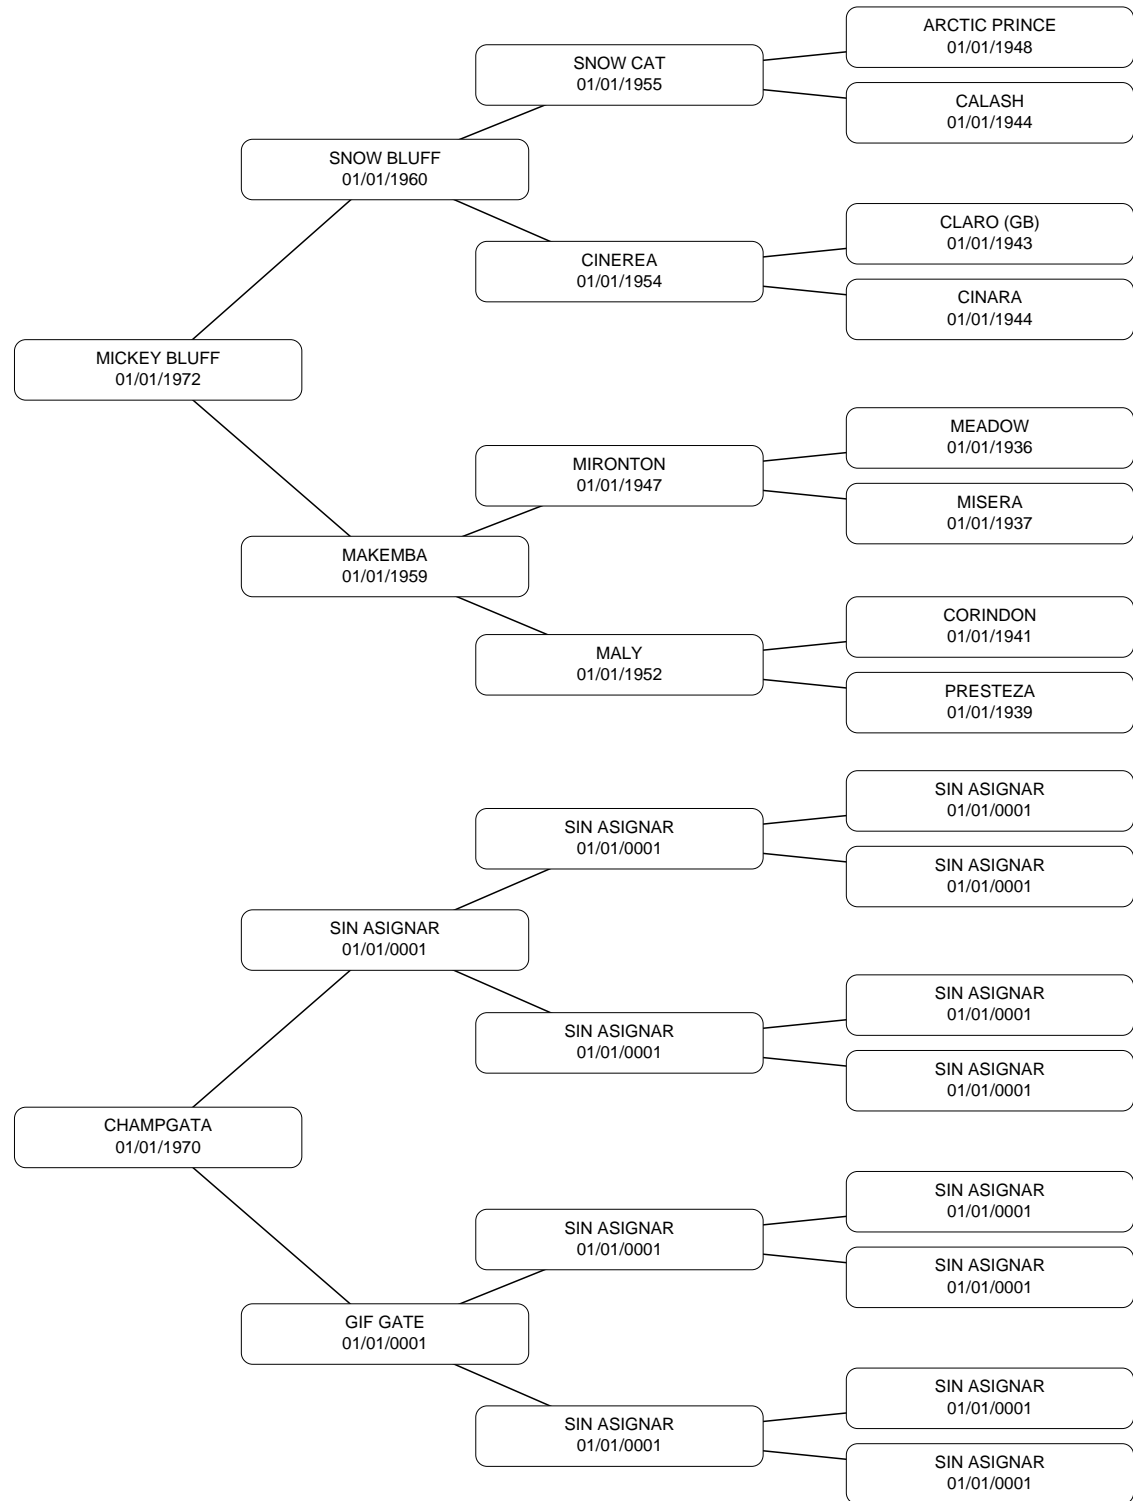 ARCTIC PRINCE
01/01/1948
SNOW CAT
01/01/1955
CALASH
01/01/1944
SNOW BLUFF
01/01/1960
CLARO (GB)
01/01/1943
CINEREA
01/01/1954
CINARA
01/01/1944
MICKEY BLUFF
01/01/1972
MEADOW
01/01/1936
MIRONTON
01/01/1947
MISERA
01/01/1937
MAKEMBA
01/01/1959
CORINDON
01/01/1941
MALY
01/01/1952
PRESTEZA
01/01/1939
SIN ASIGNAR
01/01/0001
SIN ASIGNAR
01/01/0001
SIN ASIGNAR
01/01/0001
SIN ASIGNAR
01/01/0001
SIN ASIGNAR
01/01/0001
SIN ASIGNAR
01/01/0001
SIN ASIGNAR
01/01/0001
CHAMPGATA
01/01/1970
SIN ASIGNAR
01/01/0001
SIN ASIGNAR
01/01/0001
SIN ASIGNAR
01/01/0001
GIF GATE
01/01/0001
SIN ASIGNAR
01/01/0001
SIN ASIGNAR
01/01/0001
SIN ASIGNAR
01/01/0001